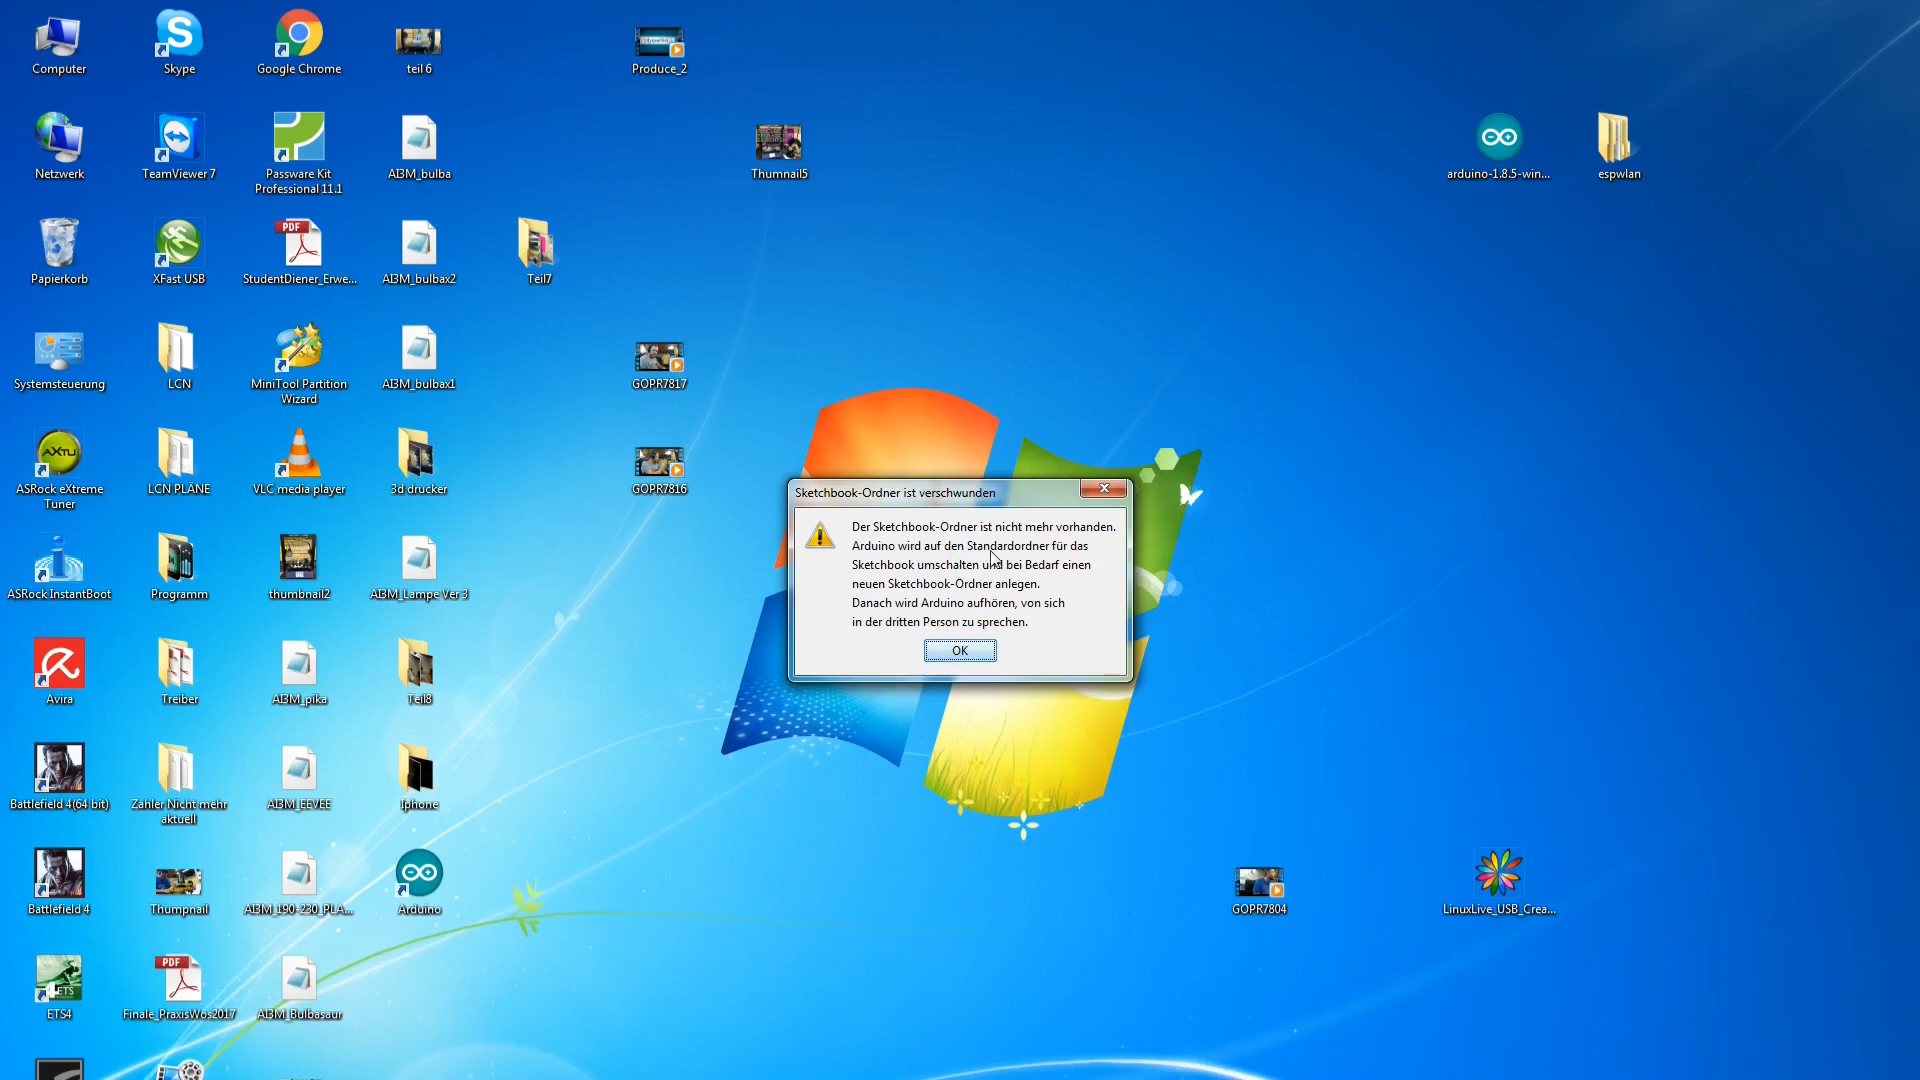 Computer
Skype
Google Chrome
teil 6
Produce_2
Netzwerk
TeamViewer 7
Passware Kit
Professional 11.1
AI3M_bulba
Thumnail5
arduino-1.8.5-win...
espwlan
Papierkorb
XFast USB
PDF
StudentDiener_Erwe...
AI3M_bulbax2
Teil7
Systemsteuerung
LCN
MiniTool Partition
Wizard
AI3M_bulbax1
GOPR7817
AXTU
ASRock eXtreme
Tuner
LCN PLÄNE
VLC media player
3d drucker
GOPR7816
Sketchbook-Ordner ist verschwunden
Der Sketchbook-Ordner ist nicht mehr vorhanden.
Arduino wird auf den Standardordner für das
Sketchbook umschalten und bei Bedarf einen
neuen Sketchbook-Ordner anlegen.
Danach wird Arduino aufhören, von sich
in der dritten Person zu sprechen.
OK
ASRock InstantBoot
Programm
thumbnail2
AI3M_Lampe Ver 3
Avira
Treiber
AI3M_pika
Teil8
Battlefield 4(64 bit)
Zähler Nicht mehr
aktuell
AI3M_EEVEE
Iphone
Battlefield 4
Thumpnail
AI3M_190-230_PLA...
Arduino
GOPR7804
LinuxLive_USB_Crea...
ETS
ETS4
PDF
Finale_PraxisWos2017
AI3M_Bulbasaur